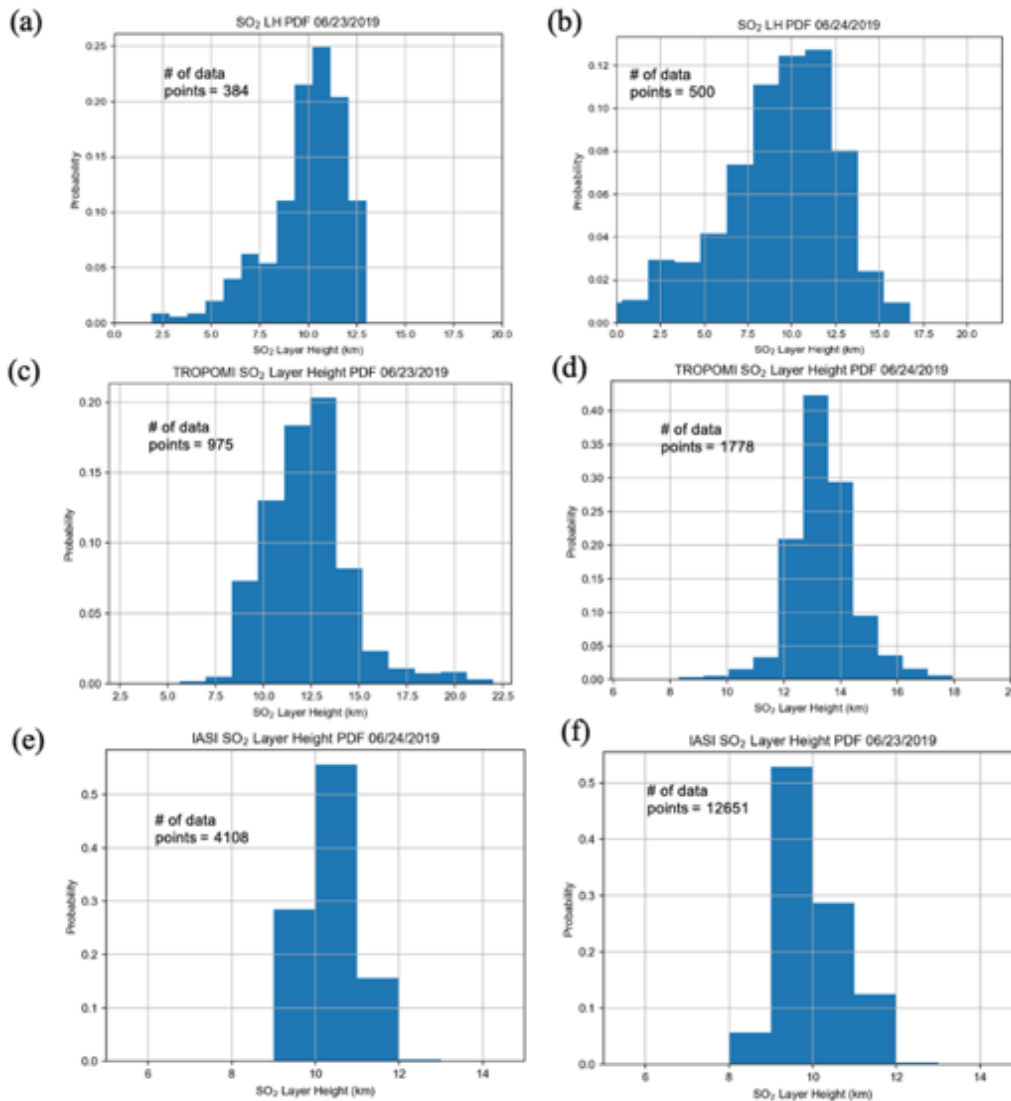 (a)
SO2 LH PDF 06/23/2019
# of data
points = 384
Probability
0.25
0.20
0.15
0.10
0.05
0.00
0.0 2.5 5.0 7.5 10.0 12.5 15.0 17.5 20.0
SO2 Layer Height (km)
(b)
SO2 LH PDF 06/24/2019
# of data
points = 500
Probability
0.12
0.10
0.08
0.06
0.04
0.02
0.00
0.0 2.5 5.0 7.5 10.0 12.5 15.0 17.5 20.0
SO2 Layer Height (km)
(c)
TROPOMI SO2 Layer Height PDF 06/23/2019
# of data
points = 975
Probability
0.20
0.15
0.10
0.05
0.00
2.5 5.0 7.5 10.0 12.5 15.0 17.5 20.0 22.5
SO2 Layer Height (km)
(d)
TROPOMI SO2 Layer Height PDF 06/24/2019
# of data
points = 1778
Probability
0.40
0.35
0.30
0.25
0.20
0.15
0.10
0.05
0.00
6 8 10 12 14 16 18 20
SO2 Layer Height (km)
(e)
IASI SO2 Layer Height PDF 06/24/2019
# of data
points = 4108
Probability
0.5
0.4
0.3
0.2
0.1
0.0
6 8 10 12 14
SO2 Layer Height (km)
(f)
IASI SO2 Layer Height PDF 06/23/2019
# of data
points = 12651
Probability
0.5
0.4
0.3
0.2
0.1
0.0
6 8 10 12 14
SO2 Layer Height (km)